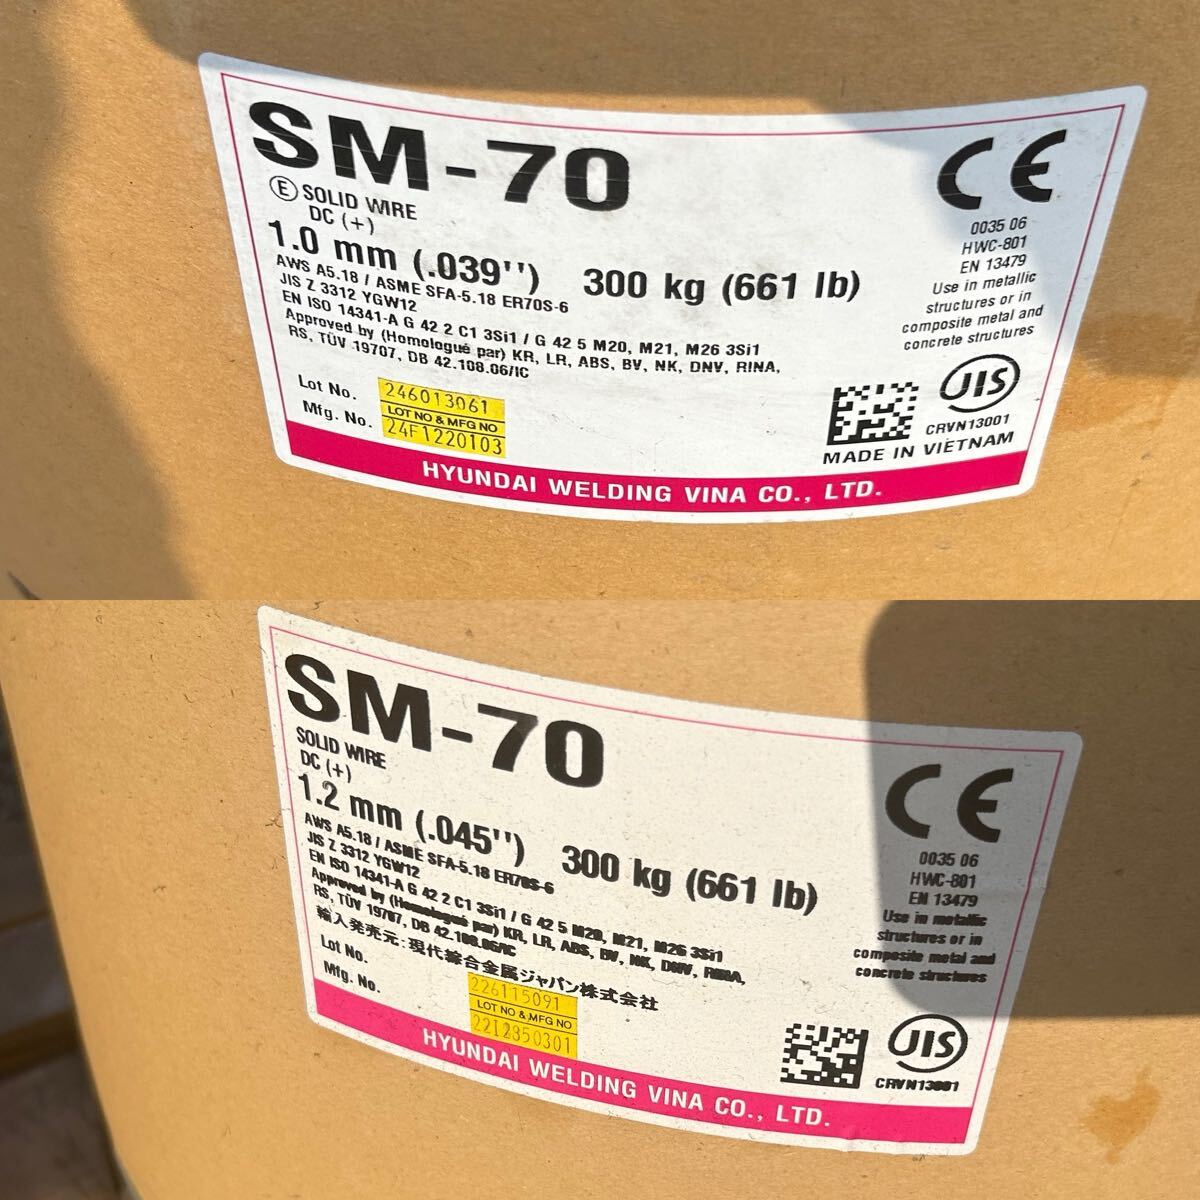 SM-70
Ⓔ SOLID WIRE
DC (+)
1.0 mm (.039'') 300 kg (661 lb)
AWS A5.18 / ASME SFA-5.18 ER70S-6
JIS Z 3312 YGW12
EN ISO 14341-A G 42 2 C1 3Si1 / G 42 5 M20, M21, M26 3Si1
Approved by (Homologué par) KR, LR, ABS, BV, NK, DNV, RINA,
RS, TÜV 19707, DB 42.108.06/IC
Lot No. 246013061
LOT NO & MFG NO
Mfg. No. 24F1220103
CE
0035 06
HWC-801
EN 13479
Use in metallic
structures or in
composite metal and
concrete structures
JIS
CRVN13001
MADE IN VIETNAM
HYUNDAI WELDING VINA CO., LTD.
SM-70
SOLID WIRE
DC (+)
1.2 mm (.045'') 300 kg (661 lb)
AWS A5.18 / ASME SFA-5.18 ER70S-6
JIS Z 3312 YGW12
EN ISO 14341-A G 42 2 C1 3Si1 / G 42 5 M20, M21, M26 3Si1
Approved by (Homologué par) KR, LR, ABS, BV, NK, DNV, RINA,
RS, TÜV 19707, DB 42.108.06/IC
輸入発売元：現代綜合金属ジャパン株式会社
Lot No. 226115091
LOT NO & MFG NO
Mfg. No. 22I2350301
CE
0035 06
HWC-801
EN 13479
Use in metallic
structures or in
composite metal and
concrete structures
JIS
CRVN13001
HYUNDAI WELDING VINA CO., LTD.